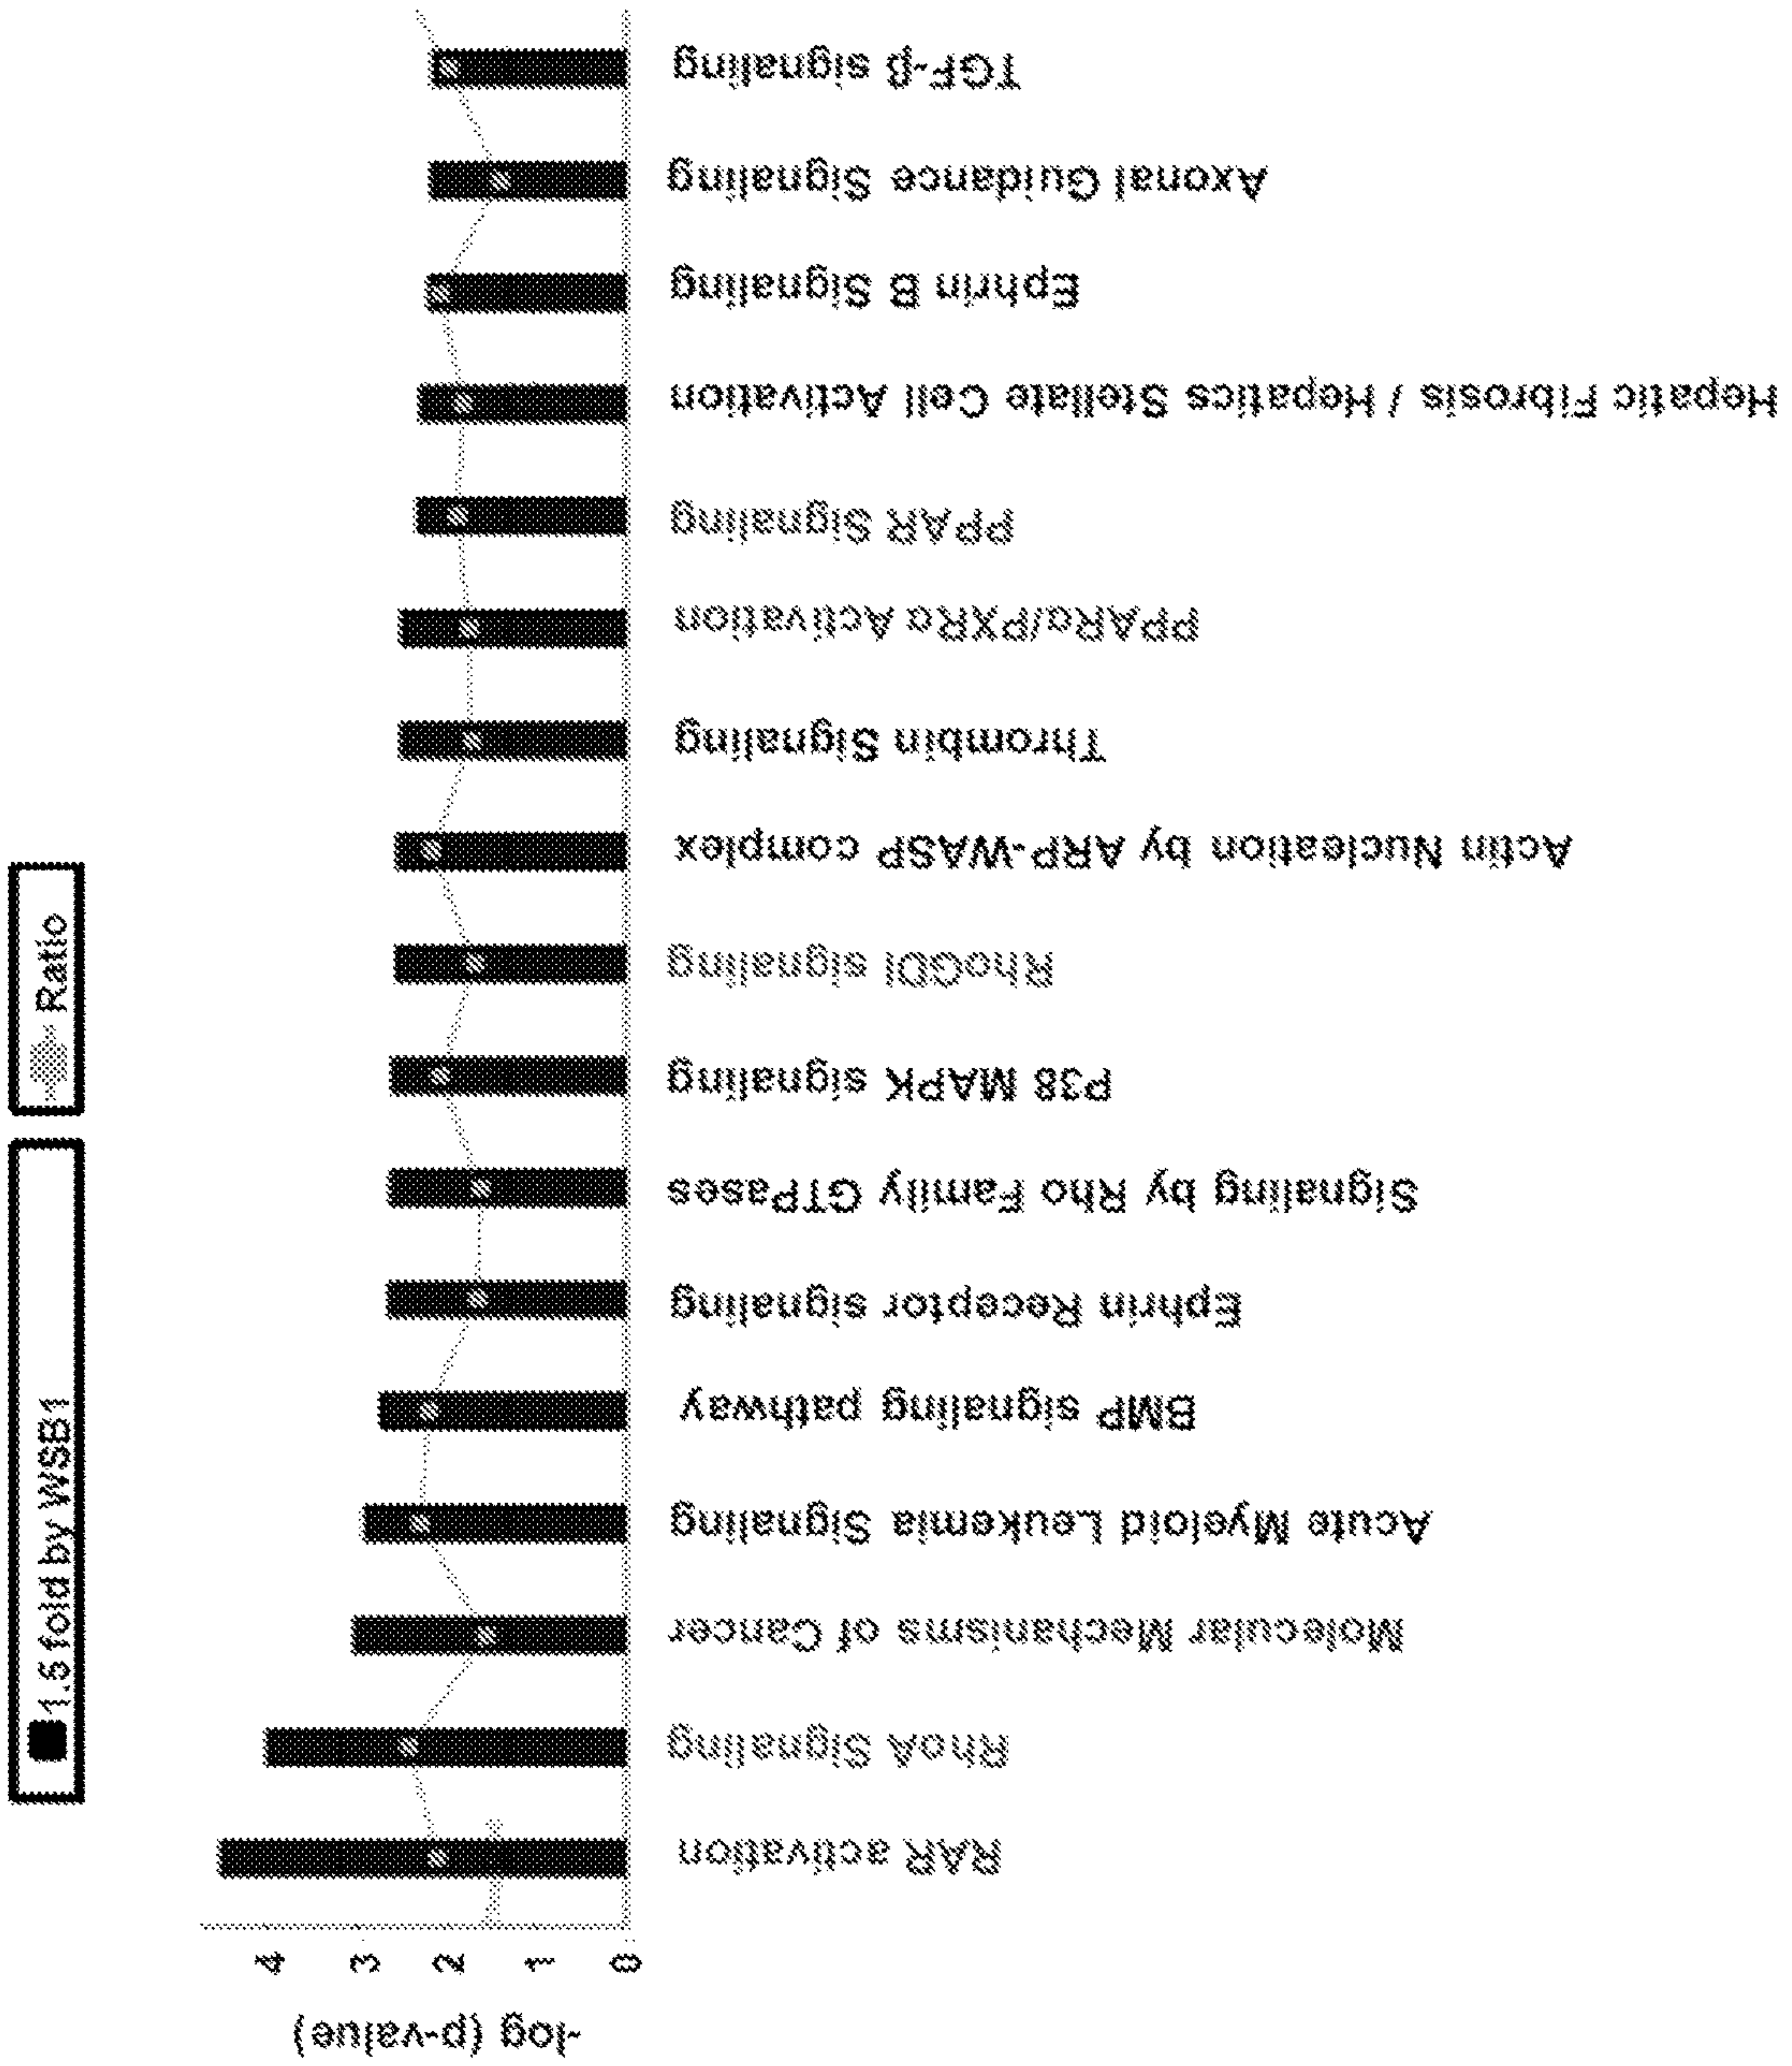 1.5 fold by WSB1
Ratio
-log (p-value)
4
3
2
1
0
RAR activation
RhoA Signaling
Molecular Mechanisms of Cancer
Acute Myeloid Leukemia Signaling
BMP signaling pathway
Ephrin Receptor signaling
Signaling by Rho Family GTPases
P38 MAPK signaling
RhoGDI signaling
Actin Nucleation by ARP-WASP complex
Thrombin Signaling
PPARα/PXRα Activation
PPAR Signaling
Hepatic Fibrosis / Hepatics Stellate Cell Activation
Ephrin B Signaling
Axonal Guidance Signaling
TGF-β signaling